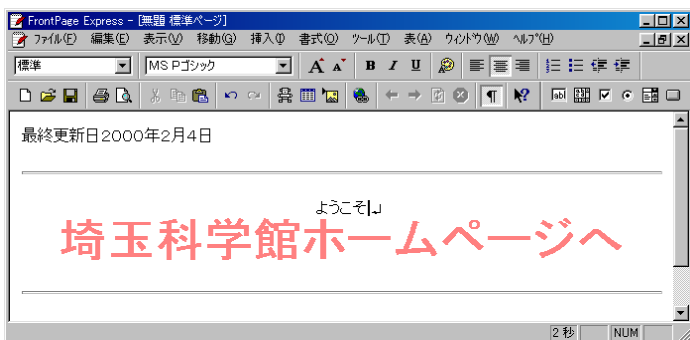 FrontPage Express - [無題 標準ページ]
ファイル(F) 編集(E) 表示(V) 移動(G) 挿入(I) 書式(O) ツール(T) 表(A) ウィンドウ(W) ヘルプ(H)
標準 MS Pゴシック A A B I U
abl
最終更新日2000年2月4日
ようこそ
埼玉科学館ホームページへ
2 秒 NUM